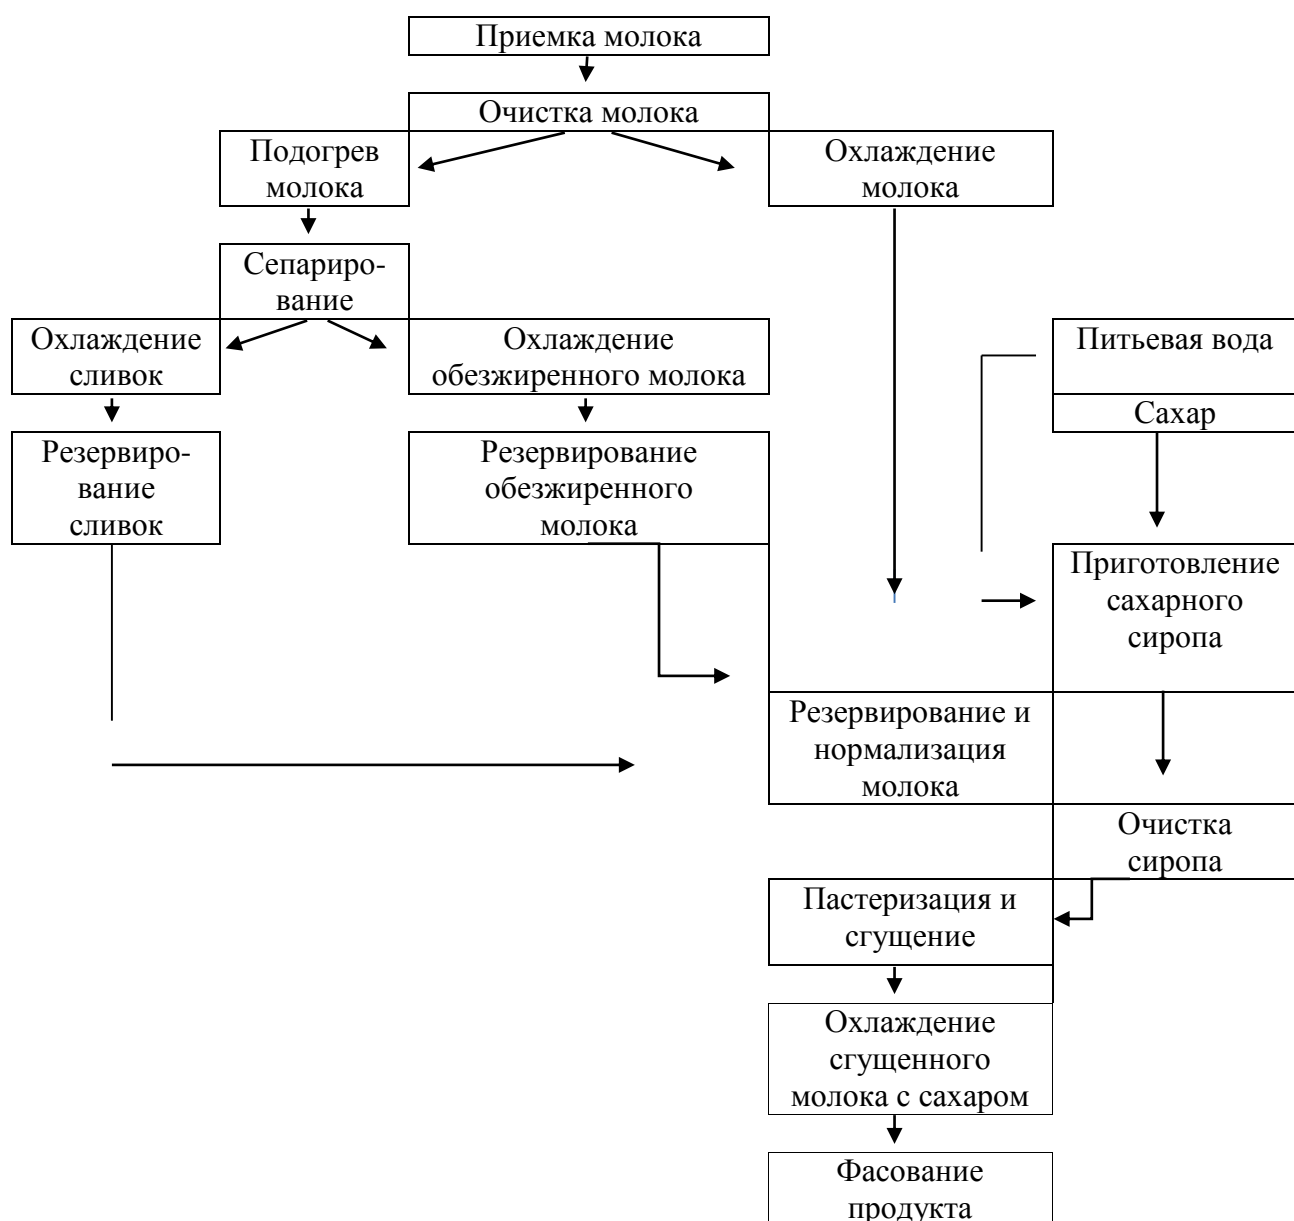 Приемка молока
Очистка молока
Подогрев
молока
Охлаждение
молока
Сепариро-
вание
Охлаждение
сливок
Охлаждение
обезжиренного молока
Питьевая вода
Сахар
Резервиро-
вание
сливок
Резервирование
обезжиренного
молока
Приготовление
сахарного
сиропа
Резервирование и
нормализация
молока
Очистка
сиропа
Пастеризация и
сгущение
Охлаждение
сгущенного
молока с сахаром
Фасование
продукта